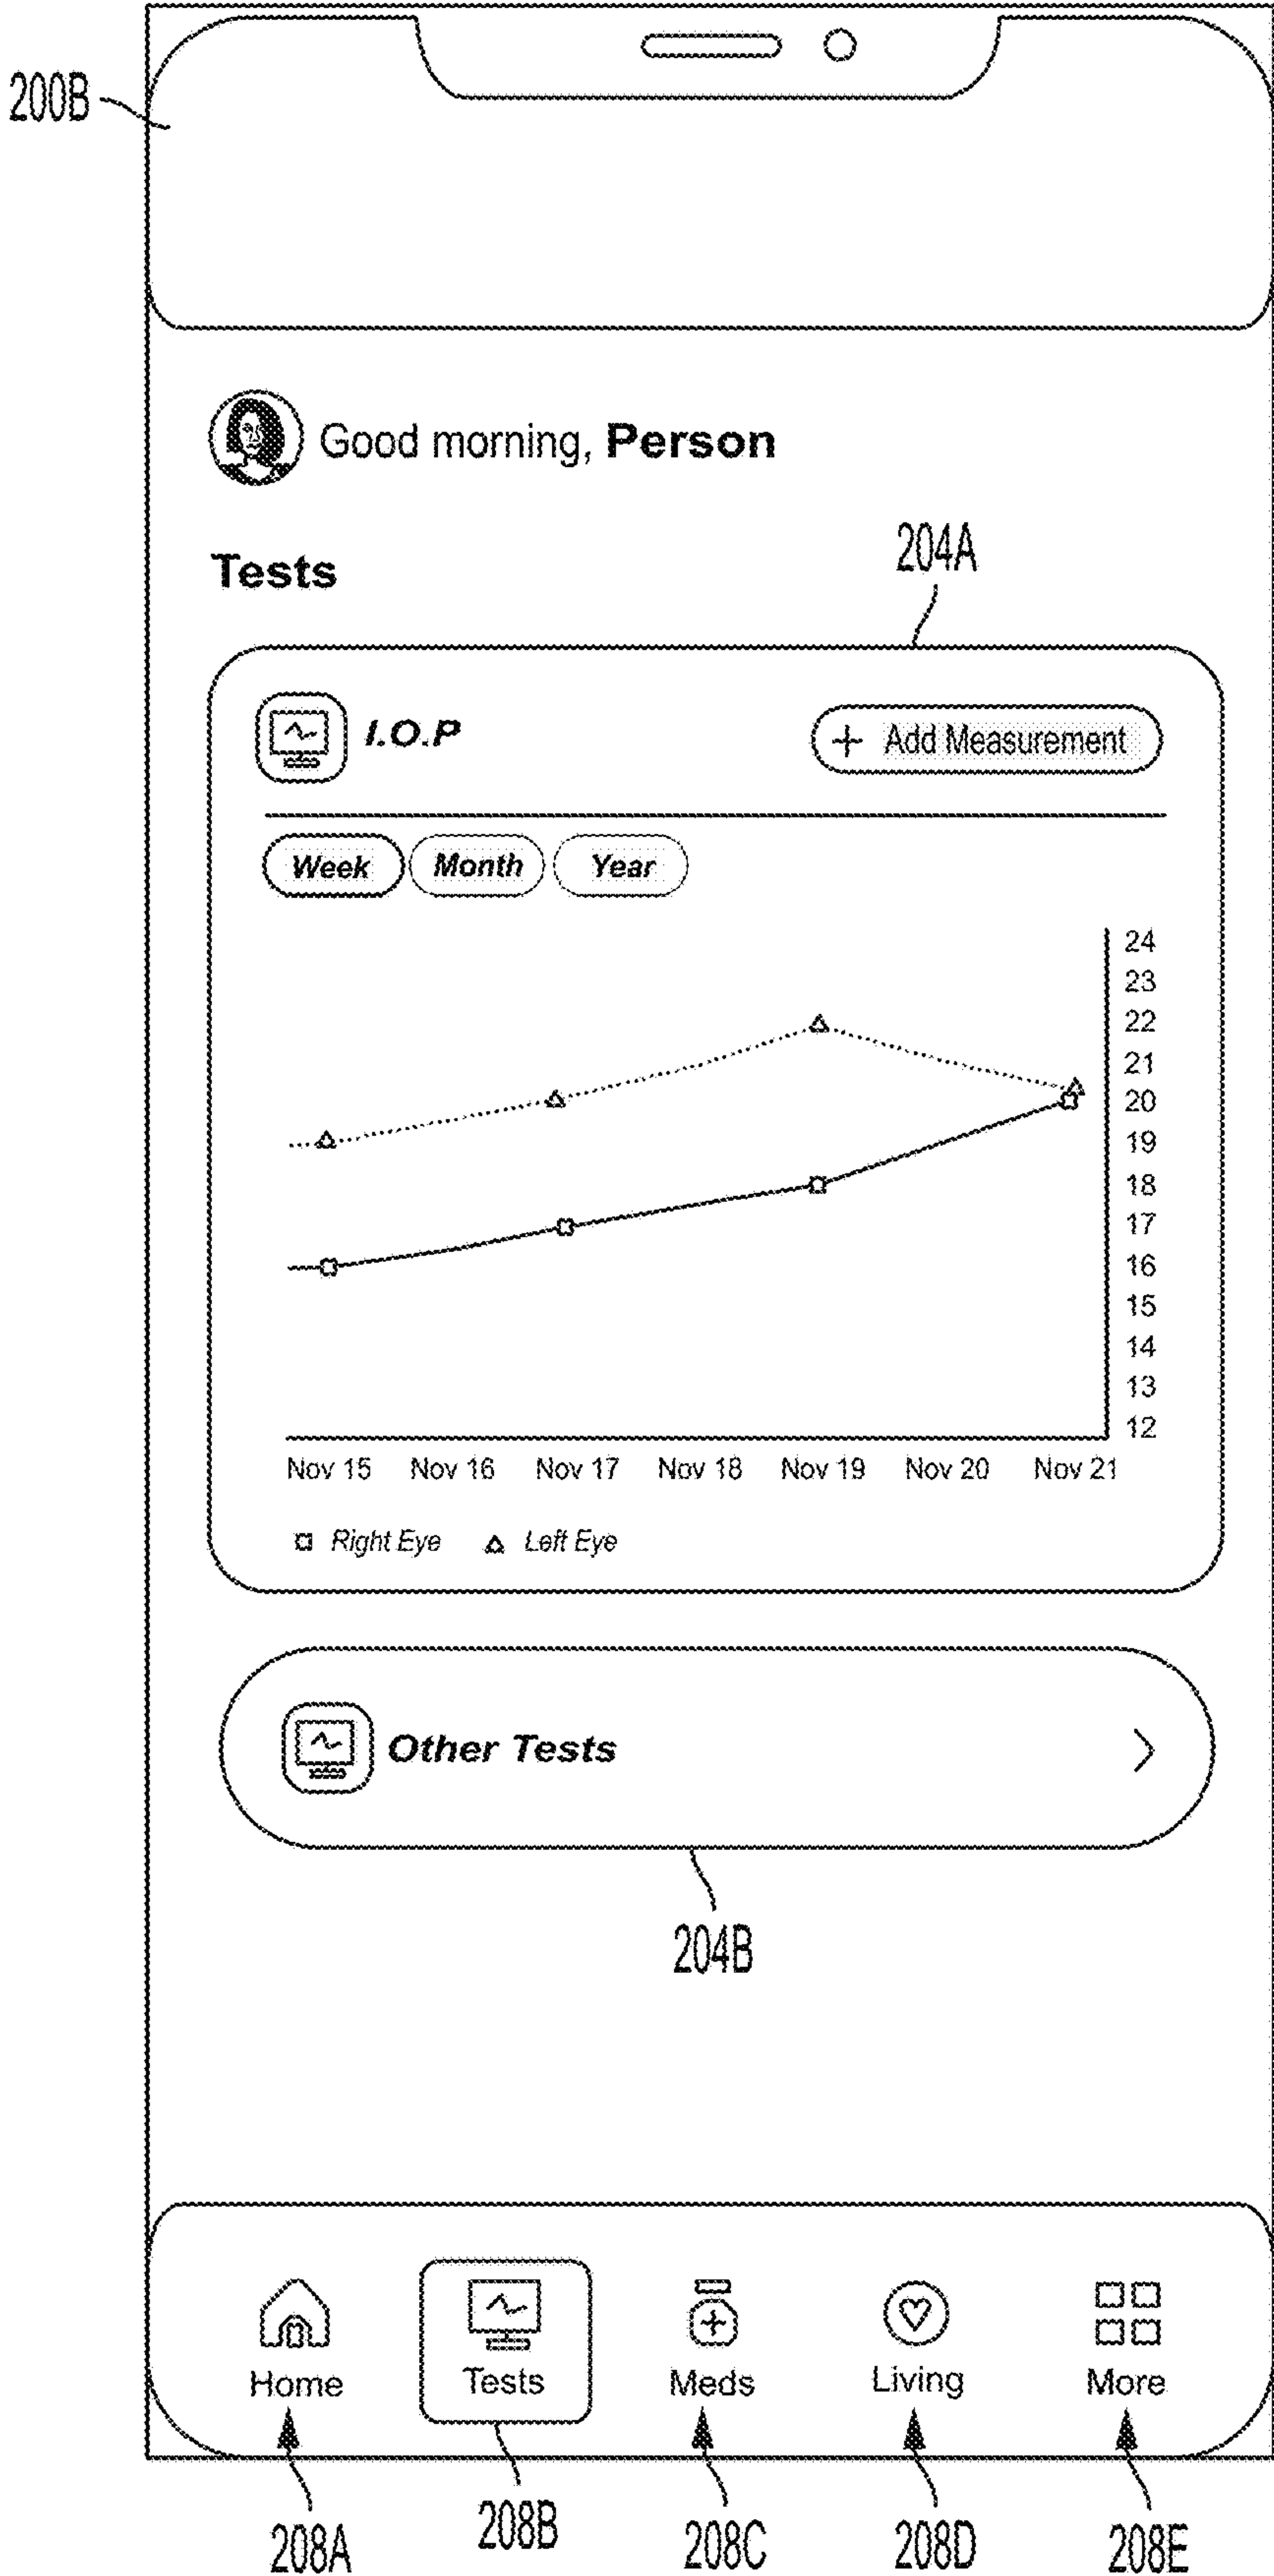 200B
Good morning, Person
Tests
204A
I.O.P
+ Add Measurement
Week Month Year
24
23
22
21
20
19
18
17
16
15
14
13
12
Nov 15 Nov 16 Nov 17 Nov 18 Nov 19 Nov 20 Nov 21
Right Eye Left Eye
Other Tests
204B
Home Tests Meds Living More
208A 208B 208C 208D 208E